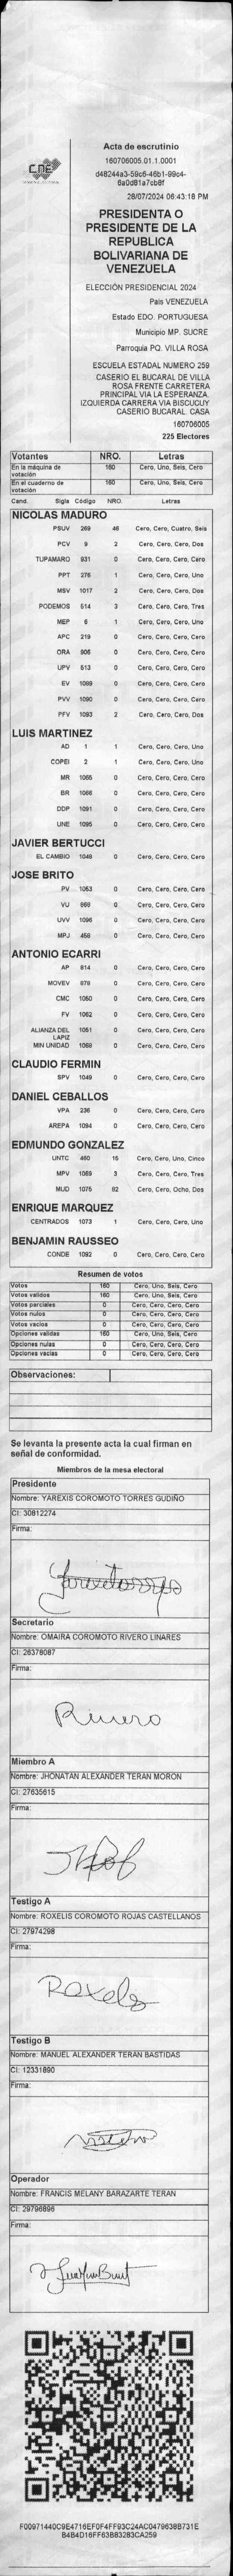 CNE
Acta de escrutinio
160706005.01.1.0001
d48244a3-59c6-46b1-99c4-
6a0d81a7cb8f
28/07/2024 06:43:18 PM
PRESIDENTA O
PRESIDENTE DE LA
REPUBLICA
BOLIVARIANA DE
VENEZUELA
ELECCIÓN PRESIDENCIAL 2024
Pais VENEZUELA
Estado EDO. PORTUGUESA
Municipio MP. SUCRE
Parroquia PQ. VILLA ROSA
ESCUELA ESTADAL NUMERO 259
CASERIO EL BUCARAL DE VILLA
ROSA FRENTE CARRETERA
PRINCIPAL VIA LA ESPERANZA.
IZQUIERDA CARRERA VIA BISCUCUY
CASERIO BUCARAL. CASA
160706005
225 Electores
Votantes NRO. Letras
En la máquina de votación 160 Cero, Uno, Seis, Cero
En el cuaderno de votación 160 Cero, Uno, Seis, Cero
Cand. Sigla Código NRO. Letras
NICOLAS MADURO
PSUV 269 46 Cero, Cero, Cuatro, Seis
PCV 9 2 Cero, Cero, Cero, Dos
TUPAMARO 931 0 Cero, Cero, Cero, Cero
PPT 276 1 Cero, Cero, Cero, Uno
MSV 1017 2 Cero, Cero, Cero, Dos
PODEMOS 514 3 Cero, Cero, Cero, Tres
MEP 6 1 Cero, Cero, Cero, Uno
APC 219 0 Cero, Cero, Cero, Cero
ORA 906 0 Cero, Cero, Cero, Cero
UPV 513 0 Cero, Cero, Cero, Cero
EV 1089 0 Cero, Cero, Cero, Cero
PVV 1090 0 Cero, Cero, Cero, Cero
PFV 1093 2 Cero, Cero, Cero, Dos
LUIS MARTINEZ
AD 1 1 Cero, Cero, Cero, Uno
COPEI 2 1 Cero, Cero, Cero, Uno
MR 1065 0 Cero, Cero, Cero, Cero
BR 1066 0 Cero, Cero, Cero, Cero
DDP 1091 0 Cero, Cero, Cero, Cero
UNE 1095 0 Cero, Cero, Cero, Cero
JAVIER BERTUCCI
EL CAMBIO 1048 0 Cero, Cero, Cero, Cero
JOSE BRITO
PV 1053 0 Cero, Cero, Cero, Cero
VU 868 0 Cero, Cero, Cero, Cero
UVV 1096 0 Cero, Cero, Cero, Cero
MPJ 458 0 Cero, Cero, Cero, Cero
ANTONIO ECARRI
AP 814 0 Cero, Cero, Cero, Cero
MOVEV 878 0 Cero, Cero, Cero, Cero
CMC 1050 0 Cero, Cero, Cero, Cero
FV 1052 0 Cero, Cero, Cero, Cero
ALIANZA DEL LAPIZ 1051 0 Cero, Cero, Cero, Cero
MIN UNIDAD 1068 0 Cero, Cero, Cero, Cero
CLAUDIO FERMIN
SPV 1049 0 Cero, Cero, Cero, Cero
DANIEL CEBALLOS
VPA 236 0 Cero, Cero, Cero, Cero
AREPA 1094 0 Cero, Cero, Cero, Cero
EDMUNDO GONZALEZ
UNTC 460 15 Cero, Cero, Uno, Cinco
MPV 1069 3 Cero, Cero, Cero, Tres
MUD 1075 82 Cero, Cero, Ocho, Dos
ENRIQUE MARQUEZ
CENTRADOS 1073 1 Cero, Cero, Cero, Uno
BENJAMIN RAUSSEO
CONDE 1092 0 Cero, Cero, Cero, Cero
Resumen de votos
Votos 160 Cero, Uno, Seis, Cero
Votos validos 160 Cero, Uno, Seis, Cero
Votos parciales 0 Cero, Cero, Cero, Cero
Votos nulos 0 Cero, Cero, Cero, Cero
Votos vacios 0 Cero, Cero, Cero, Cero
Opciones validas 160 Cero, Uno, Seis, Cero
Opciones nulas 0 Cero, Cero, Cero, Cero
Opciones vacias 0 Cero, Cero, Cero, Cero
Observaciones:
Se levanta la presente acta la cual firman en
señal de conformidad.
Miembros de la mesa electoral
Presidente
Nombre: YAREXIS COROMOTO TORRES GUDIÑO
CI: 30812274
Firma:
Secretario
Nombre: OMAIRA COROMOTO RIVERO LINARES
CI: 26378087
Firma:
Rivero
Miembro A
Nombre: JHONATAN ALEXANDER TERAN MORON
CI: 27635615
Firma:
Testigo A
Nombre: ROXELIS COROMOTO ROJAS CASTELLANOS
CI: 27974298
Firma:
Testigo B
Nombre: MANUEL ALEXANDER TERAN BASTIDAS
CI: 12331890
Firma:
Operador
Nombre: FRANCIS MELANY BARAZARTE TERAN
CI: 29796896
Firma:
F00971440C9E4716EF0F4FF93C24AC0479638B731E
B4B4D16FF63B83283CA259